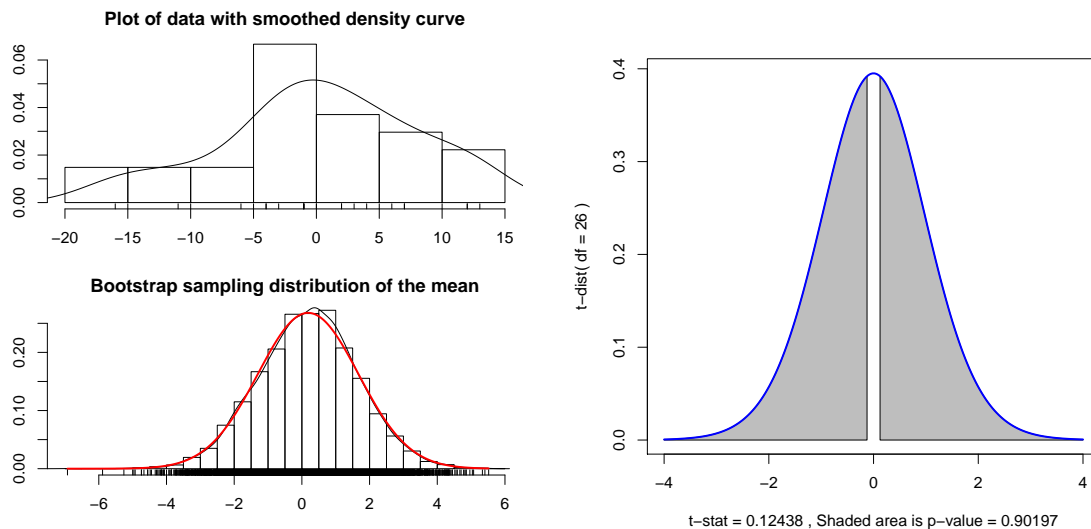 Plot of data with smoothed density curve
0.00 0.02 0.04 0.06
−20 −15 −10 −5 0 5 10 15
Bootstrap sampling distribution of the mean
0.00 0.10 0.20
−6 −4 −2 0 2 4 6
t−dist( df = 26 )
0.0 0.1 0.2 0.3 0.4
−4 −2 0 2 4
t−stat = 0.12438 , Shaded area is p−value = 0.90197